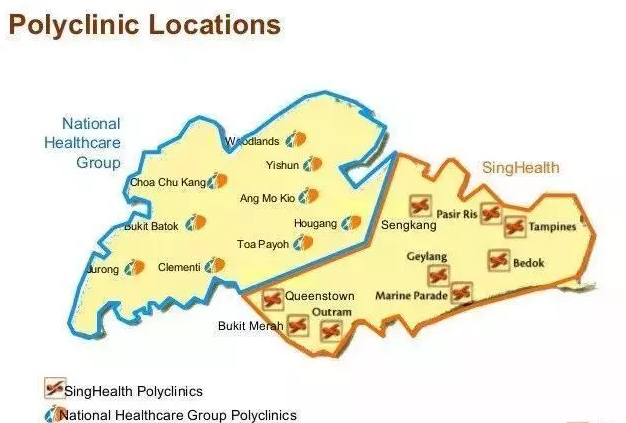 Polyclinic Locations
National
Healthcare
Group
SingHealth
Woodlands
Yishun
Choa Chu Kang
Ang Mo Kio
Bukit Batok
Hougang
Toa Payoh
Jurong
Clementi
Sengkang
Pasir Ris
Tampines
Geylang
Bedok
Marine Parade
Queenstown
Outram
Bukit Merah
SingHealth Polyclinics
National Healthcare Group Polyclinics